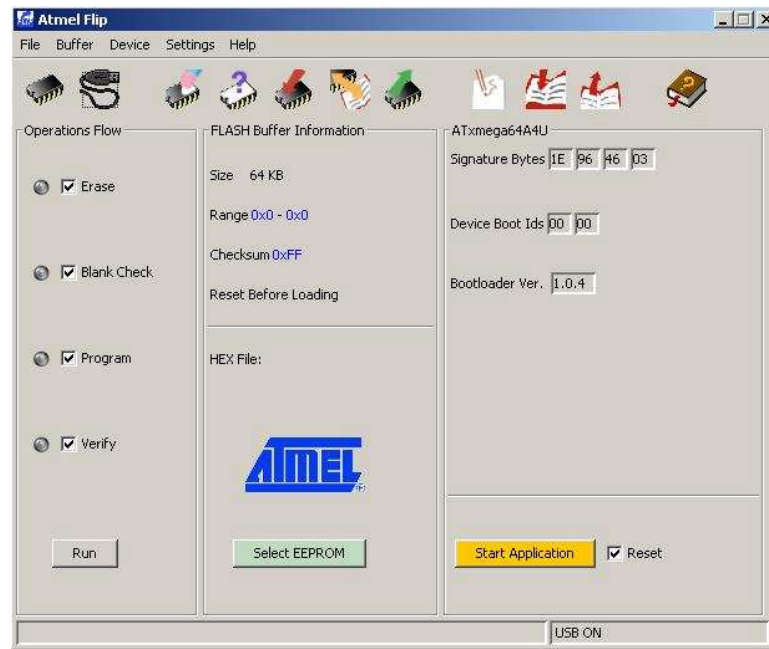 Atmel Flip
File Buffer Device Settings Help
Operations Flow
Erase
Blank Check
Program
Verify
Run
FLASH Buffer Information
Size 64 KB
Range 0x0 - 0x0
Checksum 0xFF
Reset Before Loading
HEX File:
ATMEL
Select EEPROM
ATxmega64A4U
Signature Bytes 1E 96 46 03
Device Boot Ids 00 00
Bootloader Ver. 1.0.4
Start Application Reset
USB ON